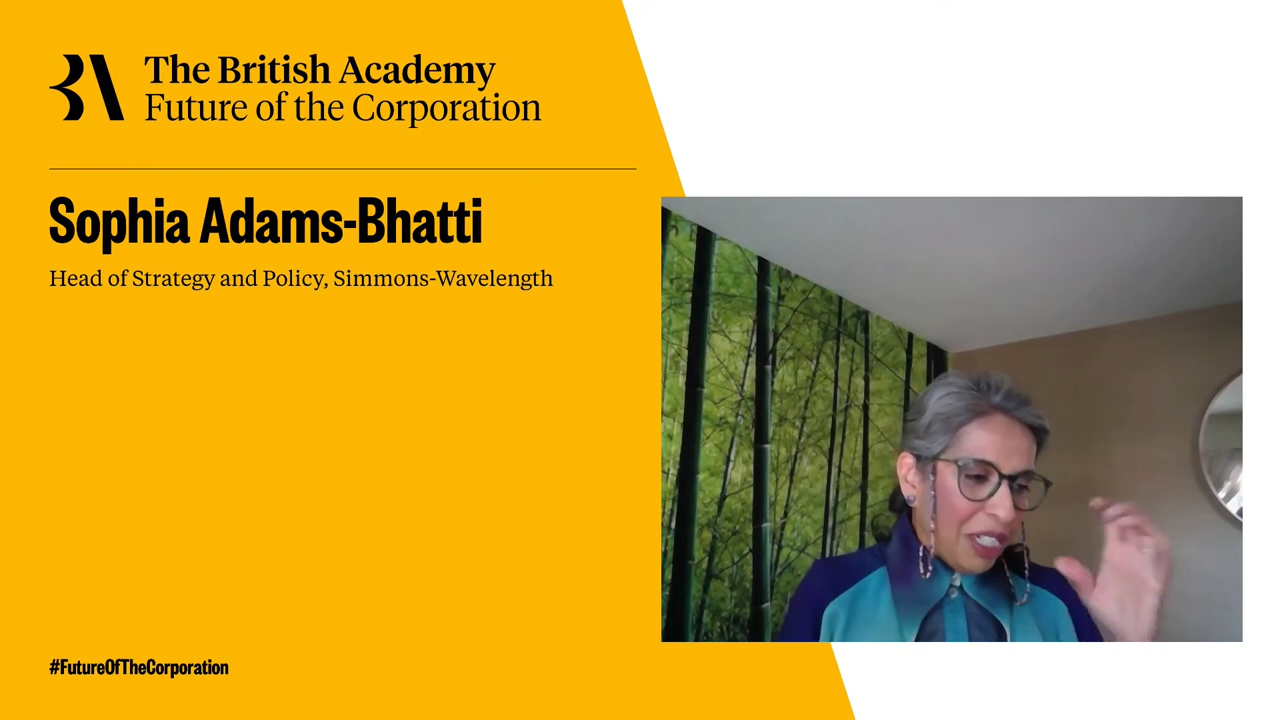 The British Academy
Future of the Corporation
Sophia Adams-Bhatti
Head of Strategy and Policy, Simmons-Wavelength
#FutureOfTheCorporation